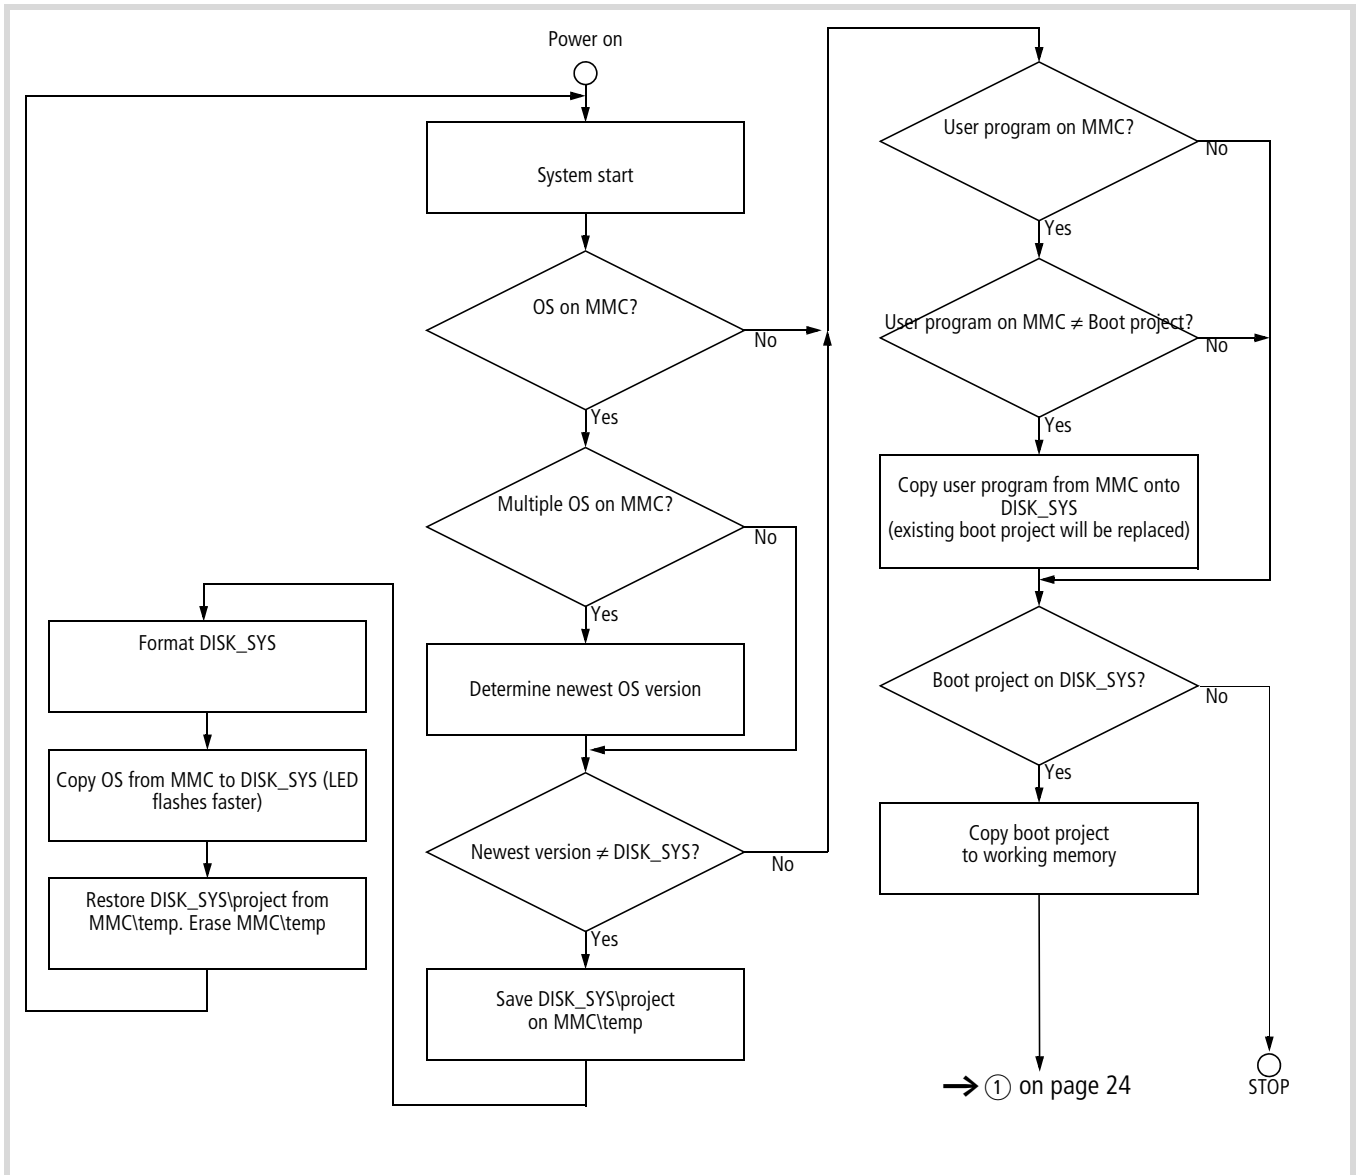 Power on
System start
OS on MMC?
No
Yes
Multiple OS on MMC?
No
Yes
Determine newest OS version
Newest version ≠ DISK_SYS?
No
Yes
Save DISK_SYS\project
on MMC\temp
Format DISK_SYS
Copy OS from MMC to DISK_SYS (LED
flashes faster)
Restore DISK_SYS\project from
MMC\temp. Erase MMC\temp
User program on MMC?
No
Yes
User program on MMC ≠ Boot project?
No
Yes
Copy user program from MMC onto
DISK_SYS
(existing boot project will be replaced)
Boot project on DISK_SYS?
No
Yes
Copy boot project
to working memory
→ ① on page 24
STOP